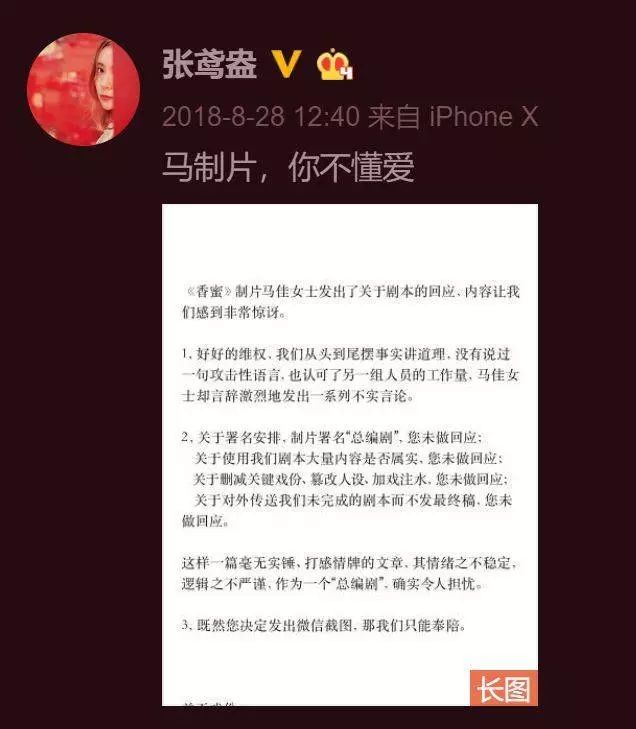 张鸢盎
2018-8-28 12:40 来自 iPhone X
马制片，你不懂爱
《香蜜》制片马佳女士发出了关于剧本的回应、内容让我
们感到非常惊讶。
1, 好好的维权，我们从头到尾摆事实讲道理，没有说过
一句攻击性语言，也认可了另一组人员的工作量，马佳女
士却言辞激烈地发出一系列不实言论。
2, 关于署名安排，制片署名“总编剧”，您未做回应；
关于使用我们剧本大量内容是否属实，您未做回应；
关于删减关键戏份、篡改人设、加戏注水，您未做回应；
关于对外传送我们未完成的剧本而不发最终稿，您未
做回应。
这样一篇毫无实锤、打感情牌的文章，其情绪之不稳定，
逻辑之不严谨，作为一个“总编剧”，确实令人担忧。
3, 既然您决定发出微信截图，那我们只能奉陪。
长图